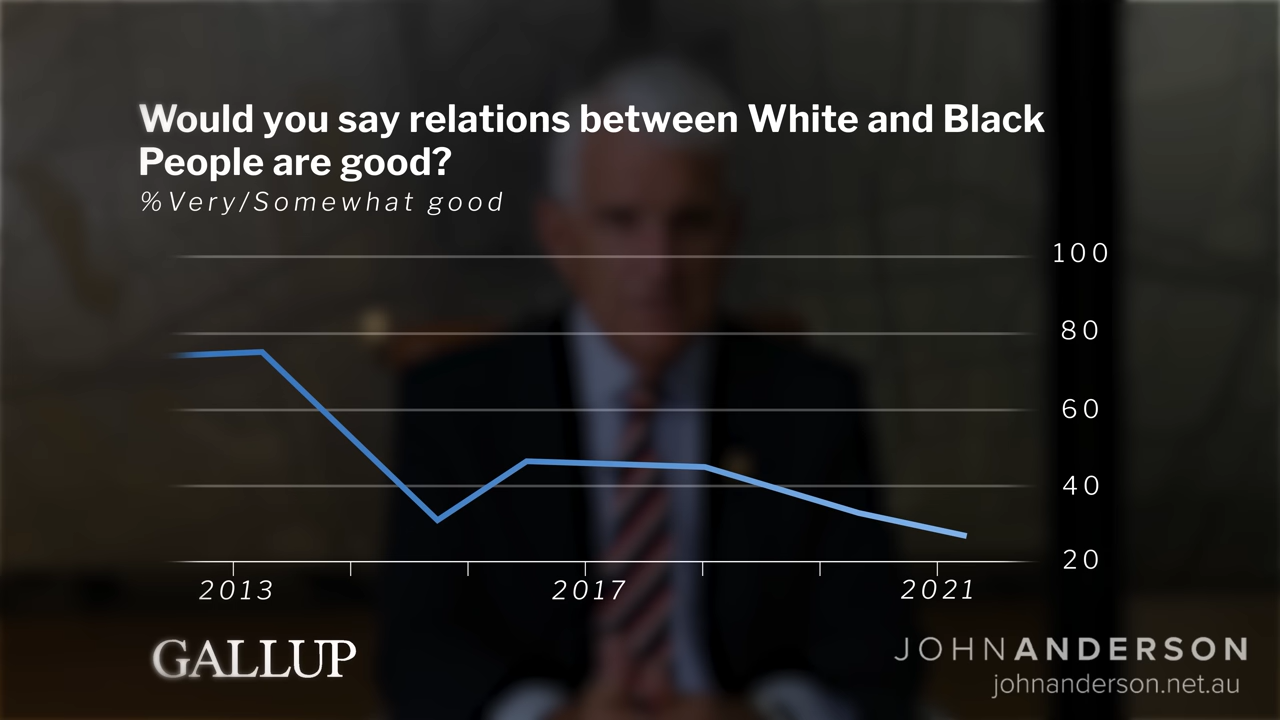 Would you say relations between White and Black
People are good?
%Very/Somewhat good
100
80
60
40
20
2013 2017 2021
GALLUP
JOHNANDERSON
johnanderson.net.au